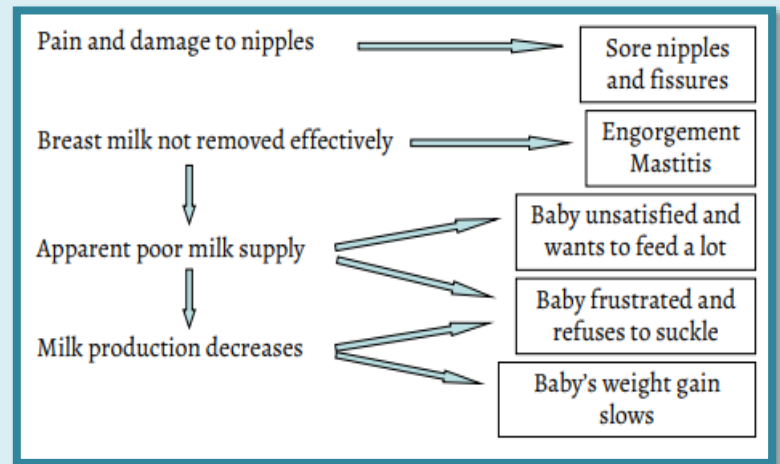 Pain and damage to nipples
Sore nipples
and fissures
Breast milk not removed effectively
Engorgement
Mastitis
Apparent poor milk supply
Baby unsatisfied and
wants to feed a lot
Baby frustrated and
refuses to suckle
Milk production decreases
Baby’s weight gain
slows